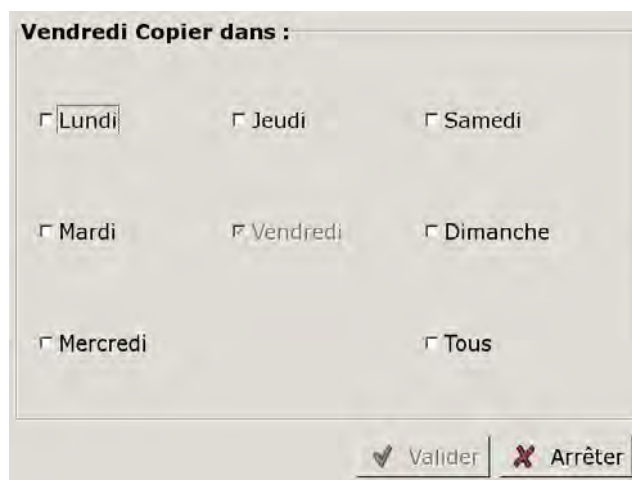 Vendredi Copier dans :
Lundi Jeudi Samedi
Mardi Vendredi Dimanche
Mercredi Tous
Valider Arrêter